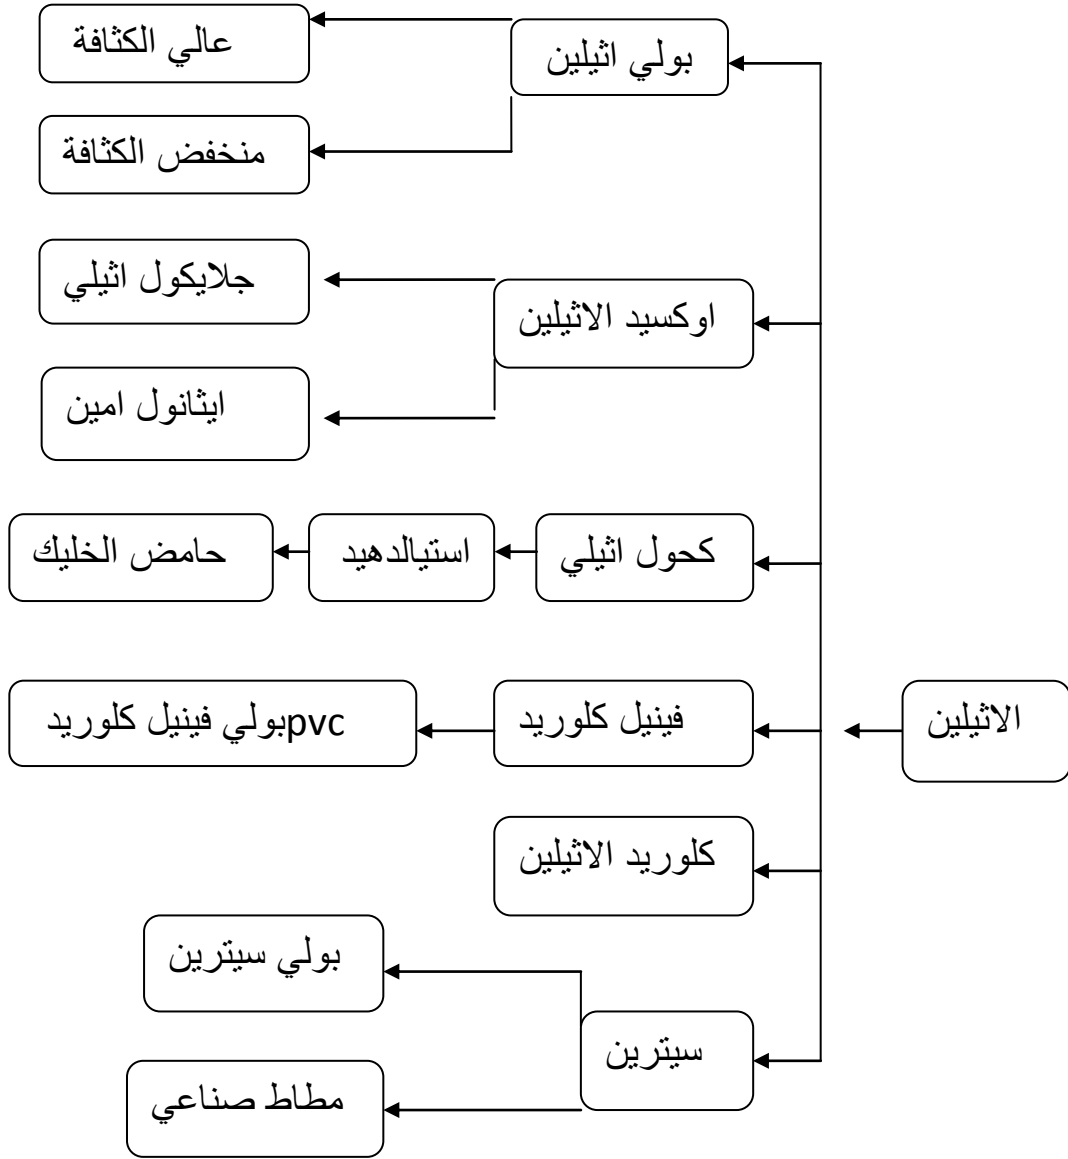 عالي الكثافة
بولي اثيلين
منخفض الكثافة
جلايكول اثيلي
اوكسيد الاثيلين
ايثانول امين
كحول اثيلي
استيالدهيد
حامض الخليك
الاثيلين
فينيل كلوريد
pvcبولي فينيل كلوريد
كلوريد الاثيلين
بولي سيترين
سيترين
مطاط صناعي